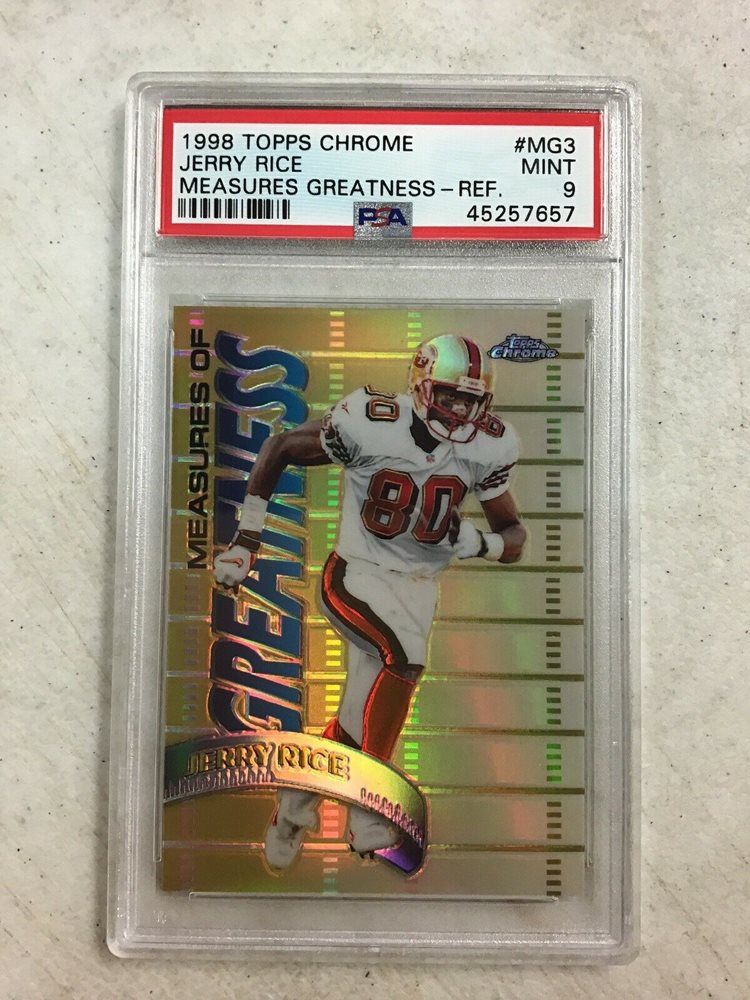 1998 TOPPS CHROME #MG3
JERRY RICE MINT
MEASURES GREATNESS - REF. 9
PSA 45257657
MEASURES OF
GREATNESS
Topps
Chrome
80
80
JERRY RICE